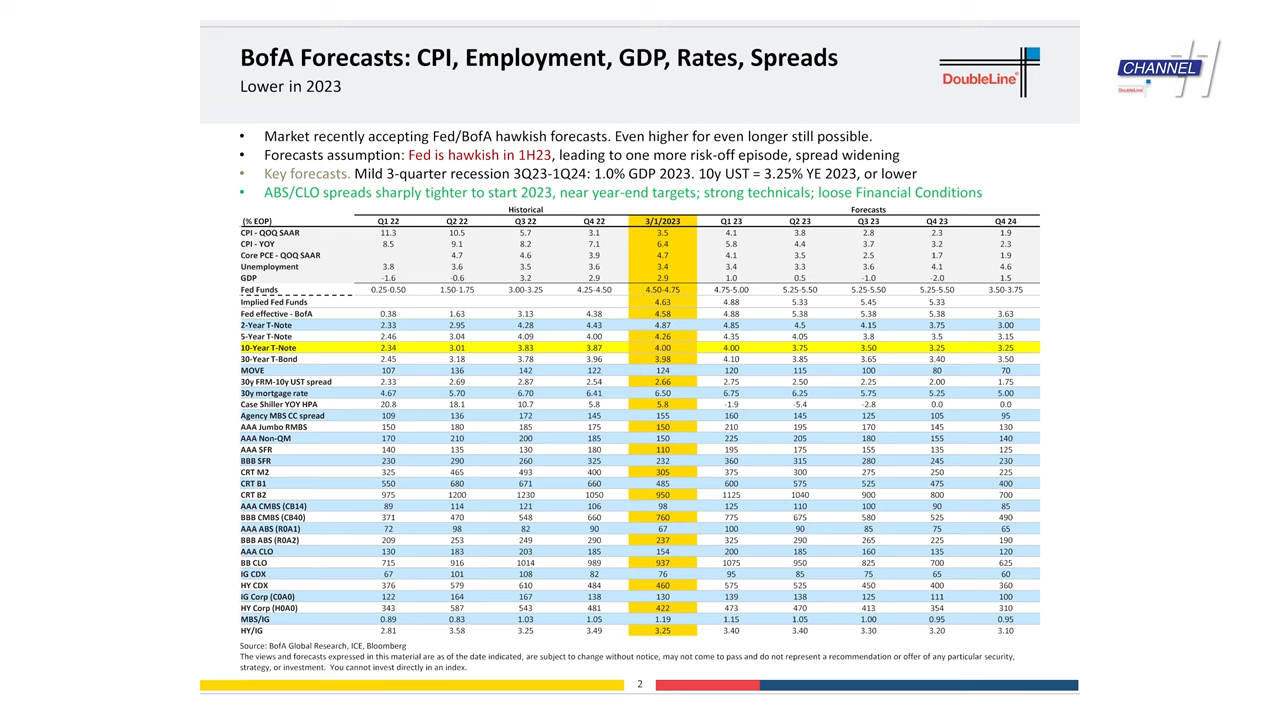 BofA Forecasts: CPI, Employment, GDP, Rates, Spreads
Lower in 2023
DoubleLine®
CHANNEL 11
DoubleLine
• Market recently accepting Fed/BofA hawkish forecasts. Even higher for even longer still possible.
• Forecasts assumption: Fed is hawkish in 1H23, leading to one more risk-off episode, spread widening
• Key forecasts. Mild 3-quarter recession 3Q23-1Q24: 1.0% GDP 2023. 10y UST = 3.25% YE 2023, or lower
• ABS/CLO spreads sharply tighter to start 2023, near year-end targets; strong technicals; loose Financial Conditions
Historical Forecasts
(% EOP) Q1 22 Q2 22 Q3 22 Q4 22 3/1/2023 Q1 23 Q2 23 Q3 23 Q4 23 Q4 24
CPI - QOQ SAAR 11.3 10.5 5.7 3.1 3.5 4.1 3.8 2.8 2.3 1.9
CPI - YOY 8.5 9.1 8.2 7.1 6.4 5.8 4.4 3.7 3.2 2.3
Core PCE - QOQ SAAR 4.7 4.6 3.9 4.7 4.1 3.5 2.5 1.7 1.9
Unemployment 3.8 3.6 3.5 3.6 3.4 3.4 3.3 3.6 4.1 4.6
GDP -1.6 -0.6 3.2 2.9 2.9 1.0 0.5 -1.0 -2.0 1.5
Fed Funds 0.25-0.50 1.50-1.75 3.00-3.25 4.25-4.50 4.50-4.75 4.75-5.00 5.25-5.50 5.25-5.50 5.25-5.50 3.50-3.75
Implied Fed Funds 4.63 4.88 5.33 5.45 5.33
Fed effective - BofA 0.38 1.63 3.13 4.38 4.58 4.88 5.38 5.38 5.38 3.63
2-Year T-Note 2.33 2.95 4.28 4.43 4.87 4.85 4.5 4.15 3.75 3.00
5-Year T-Note 2.46 3.04 4.09 4.00 4.26 4.35 4.05 3.8 3.5 3.15
10-Year T-Note 2.34 3.01 3.83 3.87 4.00 4.00 3.75 3.50 3.25 3.25
30-Year T-Bond 2.45 3.18 3.78 3.96 3.98 4.10 3.85 3.65 3.40 3.50
MOVE 107 136 142 122 124 120 115 100 80 70
30y FRM-10y UST spread 2.33 2.69 2.87 2.54 2.66 2.75 2.50 2.25 2.00 1.75
30y mortgage rate 4.67 5.70 6.70 6.41 6.50 6.75 6.25 5.75 5.25 5.00
Case Shiller YOY HPA 20.8 18.1 10.7 5.8 5.8 -1.9 -5.4 -2.8 0.0 0.0
Agency MBS CC spread 109 136 172 145 155 160 145 125 105 95
AAA Jumbo RMBS 150 180 185 175 150 210 195 170 145 130
AAA Non-QM 170 210 200 185 150 225 205 180 155 140
AAA SFR 140 135 130 180 110 195 175 155 135 125
BBB SFR 230 290 260 325 232 360 315 280 245 230
CRT M2 325 465 493 400 305 375 300 275 250 225
CRT B1 550 680 671 660 485 600 575 525 475 400
CRT B2 975 1200 1230 1050 950 1125 1040 900 800 700
AAA CMBS (CB14) 89 114 121 106 98 125 110 100 90 85
BBB CMBS (CB40) 371 470 548 660 760 775 675 580 525 490
AAA ABS (R0A1) 72 98 82 90 67 100 90 85 75 65
BBB ABS (R0A2) 209 253 249 290 237 325 290 265 225 190
AAA CLO 130 183 203 185 154 200 185 160 135 120
BB CLO 715 916 1014 989 937 1075 950 825 700 625
IG CDX 67 101 108 82 76 95 85 75 65 60
HY CDX 376 579 610 484 460 575 525 450 400 360
IG Corp (C0A0) 122 164 167 138 130 139 138 125 111 100
HY Corp (H0A0) 343 587 543 481 422 473 470 413 354 310
MBS/IG 0.89 0.83 1.03 1.05 1.19 1.15 1.05 1.00 0.95 0.95
HY/IG 2.81 3.58 3.25 3.49 3.25 3.40 3.40 3.30 3.20 3.10
Source: BofA Global Research, ICE, Bloomberg
The views and forecasts expressed in this material are as of the date indicated, are subject to change without notice, may not come to pass and do not represent a recommendation or offer of any particular security,
strategy, or investment. You cannot invest directly in an index.
2